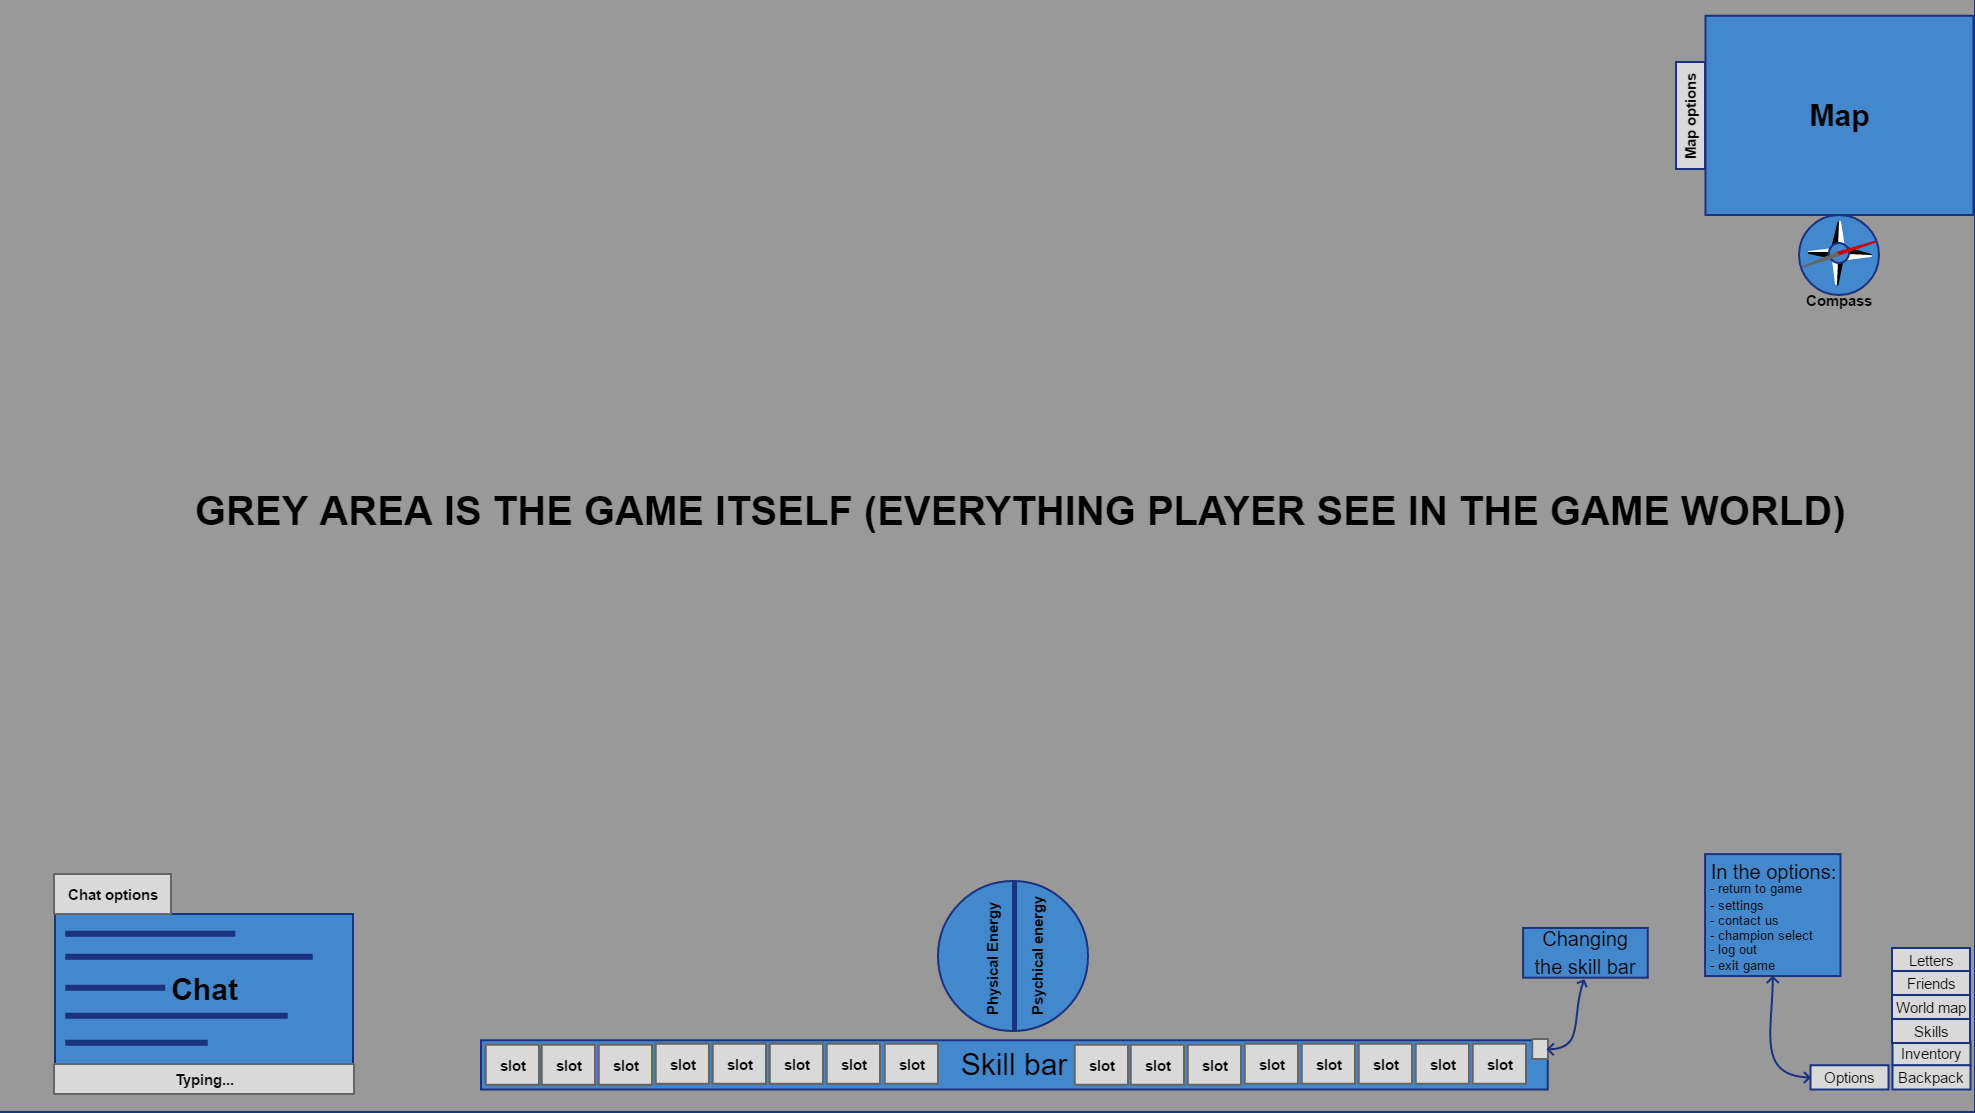 Map options
Map
Compass
GREY AREA IS THE GAME ITSELF (EVERYTHING PLAYER SEE IN THE GAME WORLD)
Chat options
Chat
Typing...
Physical Energy
Psychical energy
slot slot slot slot slot slot slot slot Skill bar slot slot slot slot slot slot slot slot
Changing
the skill bar
In the options:
- return to game
- settings
- contact us
- champion select
- log out
- exit game
Letters
Friends
World map
Skills
Inventory
Options
Backpack